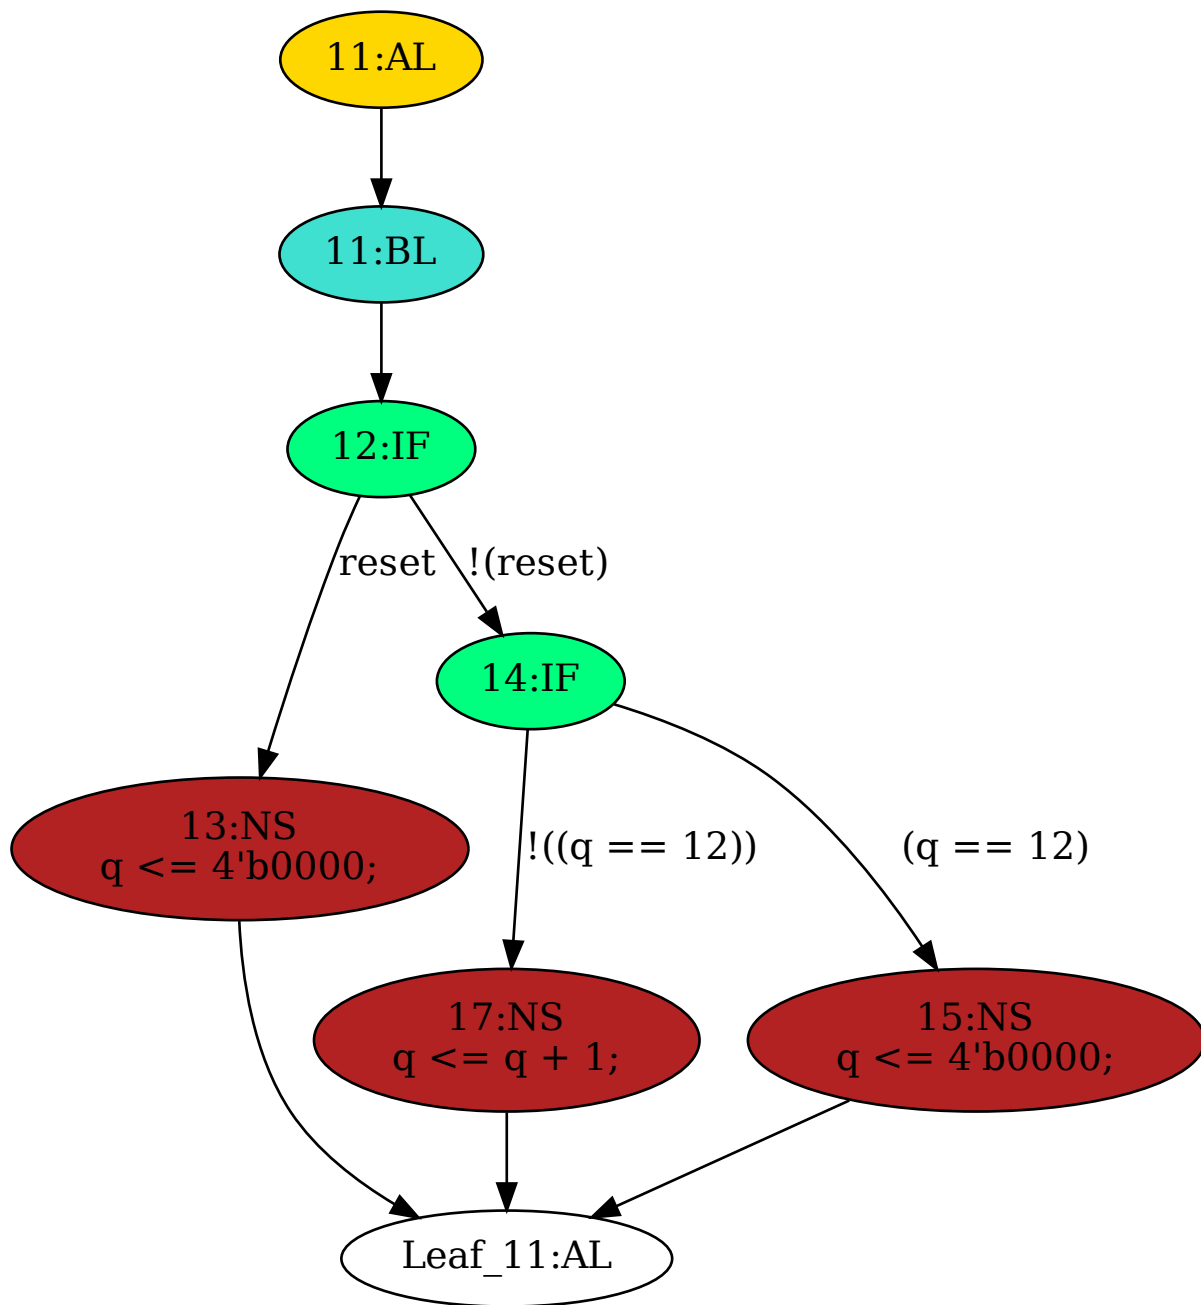 11:AL
11:BL
12:IF
reset
!(reset)
14:IF
13:NS
q <= 4'b0000;
!((q == 12))
(q == 12)
17:NS
q <= q + 1;
15:NS
q <= 4'b0000;
Leaf_11:AL